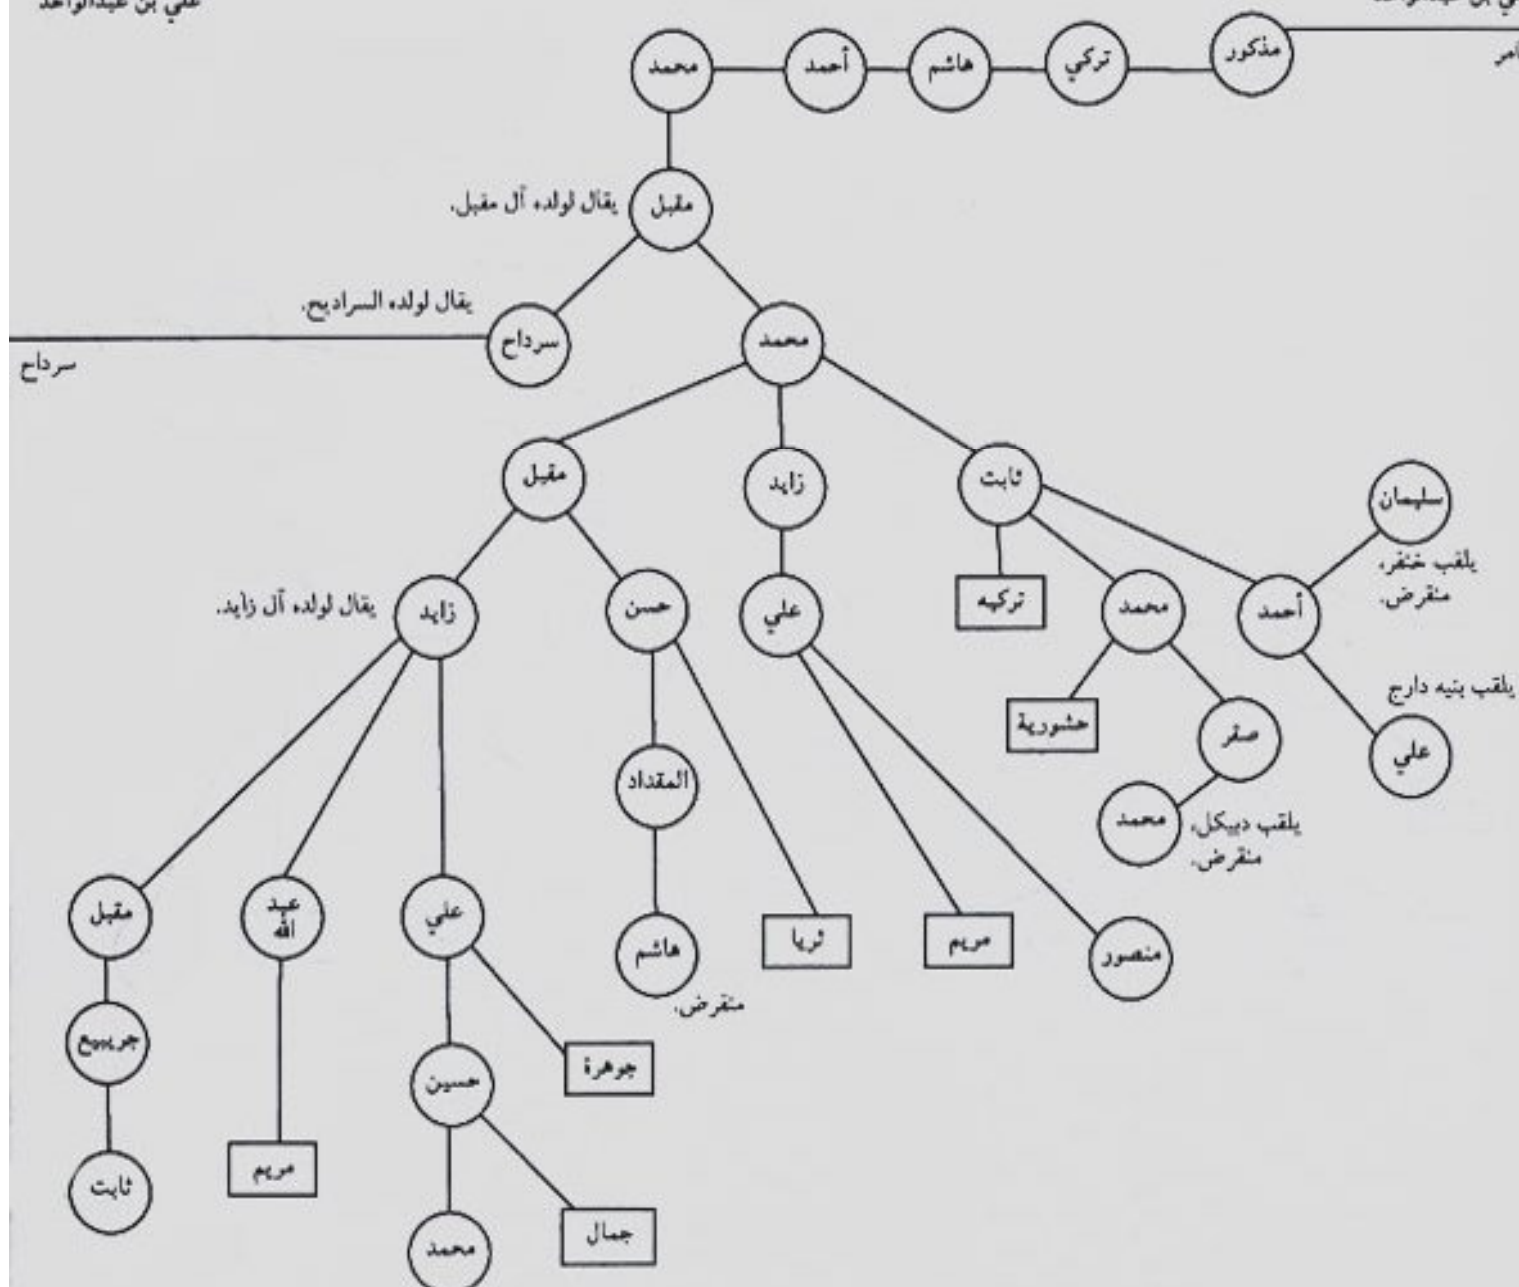 علي بن عبدالواحد
مذكور
تركي
هاشم
أحمد
محمد
مقبل
يقال لولده آل مقبل.
محمد
سرداح
يقال لولده السراديح.
سرداح
ثابت
زايد
مقبل
سليمان
يلقب خنفر،
منقرض.
أحمد
محمد
تركيه
علي
حسن
زايد
يقال لولده آل زايد.
يلقب بنيه دارج
علي
صقر
حشورية
محمد
يلقب دبيكل،
منقرض.
المقداد
منصور
مريم
ثريا
هاشم
منقرض.
علي
عبد
الله
مقبل
جوهرة
حسين
جريبيع
جمال
محمد
مريم
ثابت